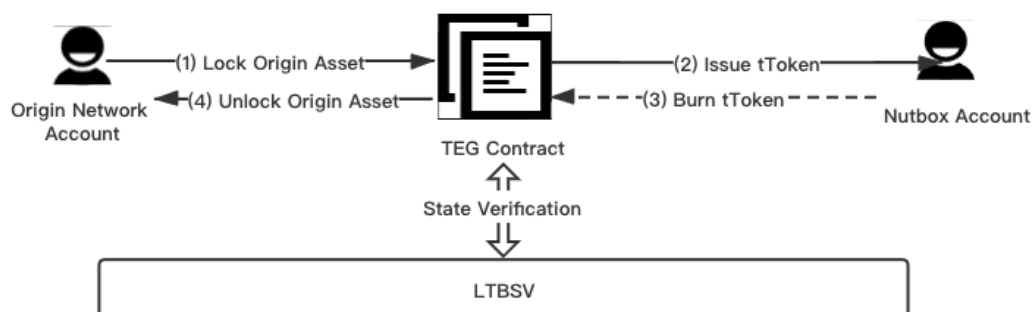 (1) Lock Origin Asset
(2) Issue tToken
(4) Unlock Origin Asset
(3) Burn tToken
Origin Network
Account
Nutbox Account
TEG Contract
State Verification
LTBSV